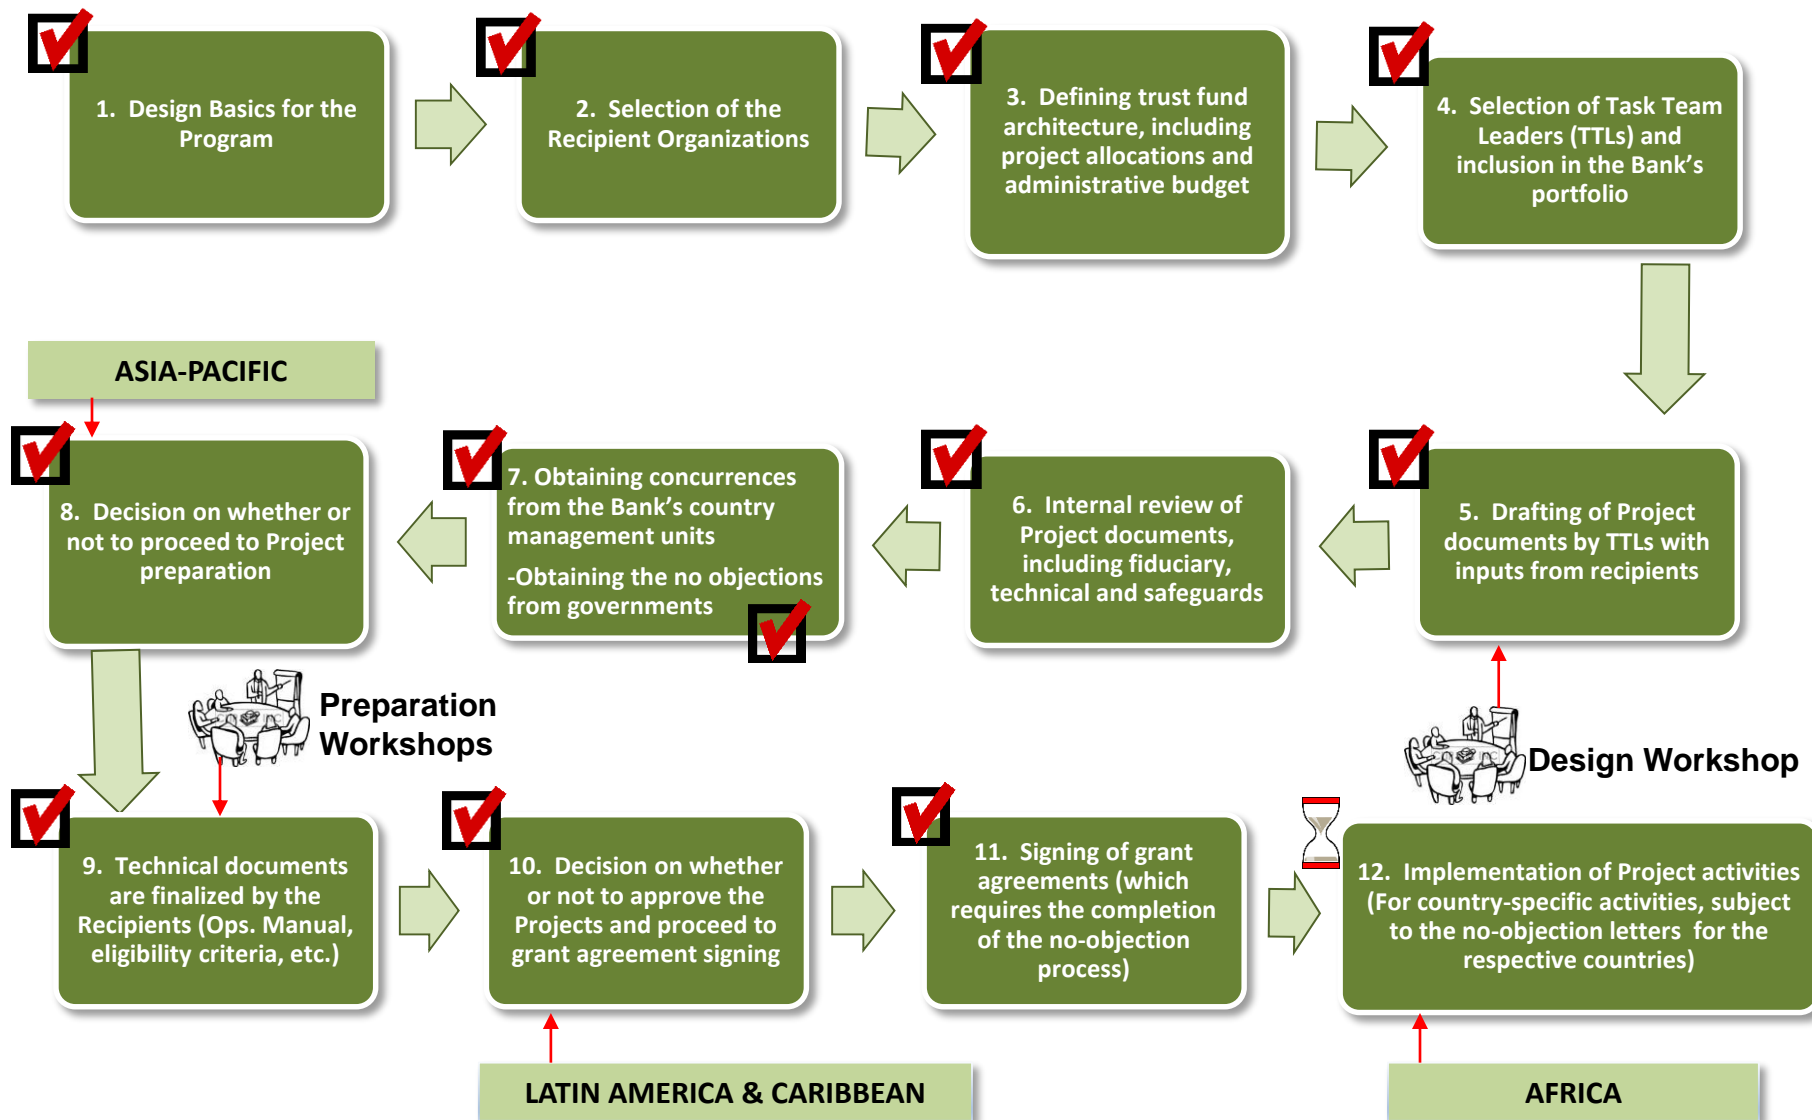 1.  Design Basics for the
Program
2.  Selection of the
Recipient Organizations
3.  Defining trust fund
architecture, including
project allocations and
administrative budget
4.  Selection of Task Team
Leaders (TTLs) and
inclusion in the Bank’s
portfolio
ASIA-PACIFIC
8.  Decision on whether or
not to proceed to Project
preparation
7. Obtaining concurrences
from the Bank’s country
management units
-Obtaining the no objections
from governments
6.  Internal review of
Project documents,
including fiduciary,
technical and safeguards
5.  Drafting of Project
documents by TTLs with
inputs from recipients
Preparation
Workshops
Design Workshop
9.  Technical documents
are finalized by the
Recipients (Ops. Manual,
eligibility criteria, etc.)
10.  Decision on whether
or not to approve the
Projects and proceed to
grant agreement signing
11.  Signing of grant
agreements (which
requires the completion
of the no-objection
process)
12.  Implementation of Project activities
(For country-specific activities, subject
to the no-objection letters  for the
respective countries)
LATIN AMERICA & CARIBBEAN
AFRICA